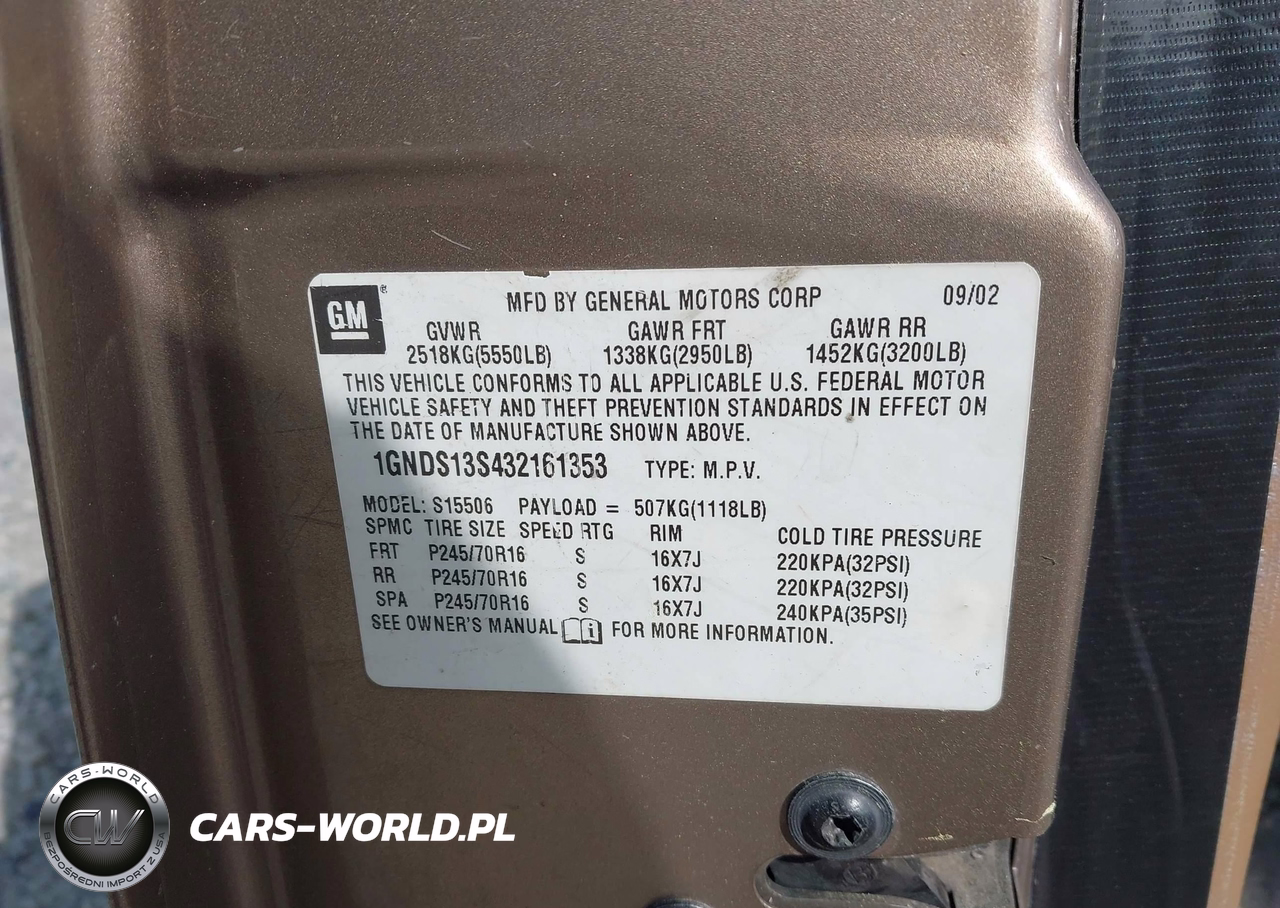 GM®
MFD BY GENERAL MOTORS CORP 09/02
GVWR GAWR FRT GAWR RR
2518KG(5550LB) 1338KG(2950LB) 1452KG(3200LB)
THIS VEHICLE CONFORMS TO ALL APPLICABLE U.S. FEDERAL MOTOR
VEHICLE SAFETY AND THEFT PREVENTION STANDARDS IN EFFECT ON
THE DATE OF MANUFACTURE SHOWN ABOVE.
1GNDS13S432161353 TYPE: M.P.V.
MODEL: S15506 PAYLOAD = 507KG(1118LB)
SPMC TIRE SIZE SPEED RTG RIM COLD TIRE PRESSURE
FRT P245/70R16 S 16X7J 220KPA(32PSI)
RR P245/70R16 S 16X7J 220KPA(32PSI)
SPA P245/70R16 S 16X7J 240KPA(35PSI)
SEE OWNER'S MANUAL i FOR MORE INFORMATION.
CARS-WORLD
CW
BEZPOŚREDNI IMPORT Z USA
CARS-WORLD.PL